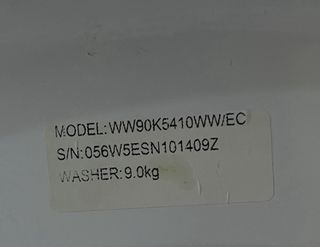 MODEL: WW90K5410WW/EC
S/N: 056W5ESN101409Z
WASHER: 9.0kg